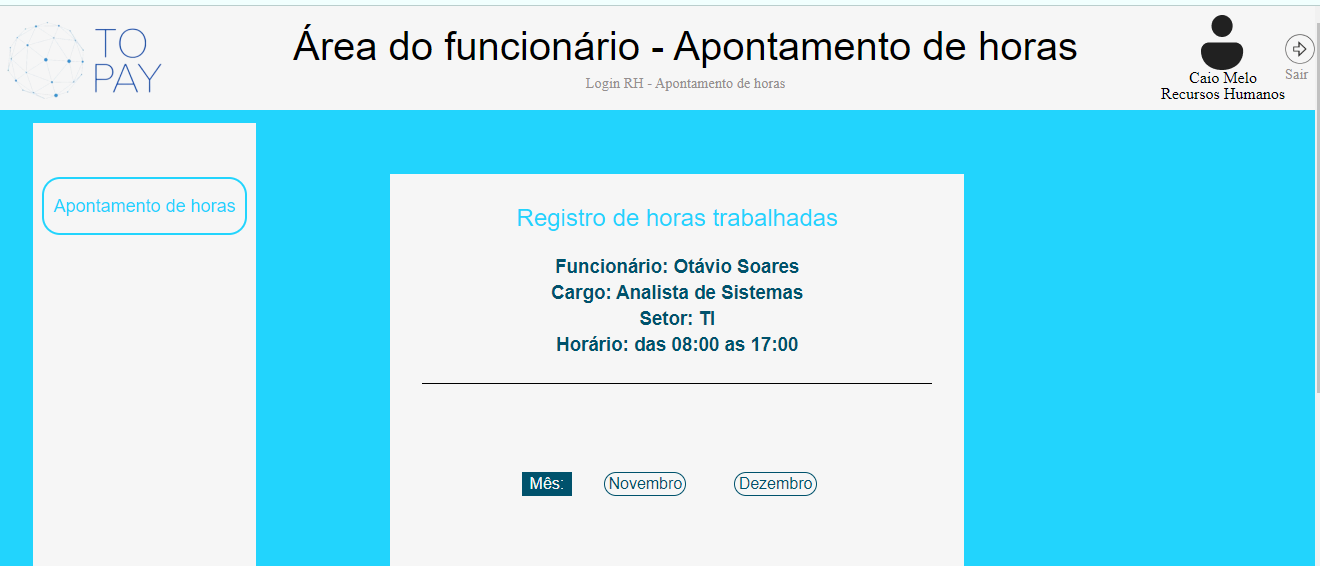 TO
PAY
Área do funcionário - Apontamento de horas
Login RH - Apontamento de horas
Caio Melo
Recursos Humanos
Sair
Apontamento de horas
Registro de horas trabalhadas
Funcionário: Otávio Soares
Cargo: Analista de Sistemas
Setor: TI
Horário: das 08:00 as 17:00
Mês: Novembro Dezembro